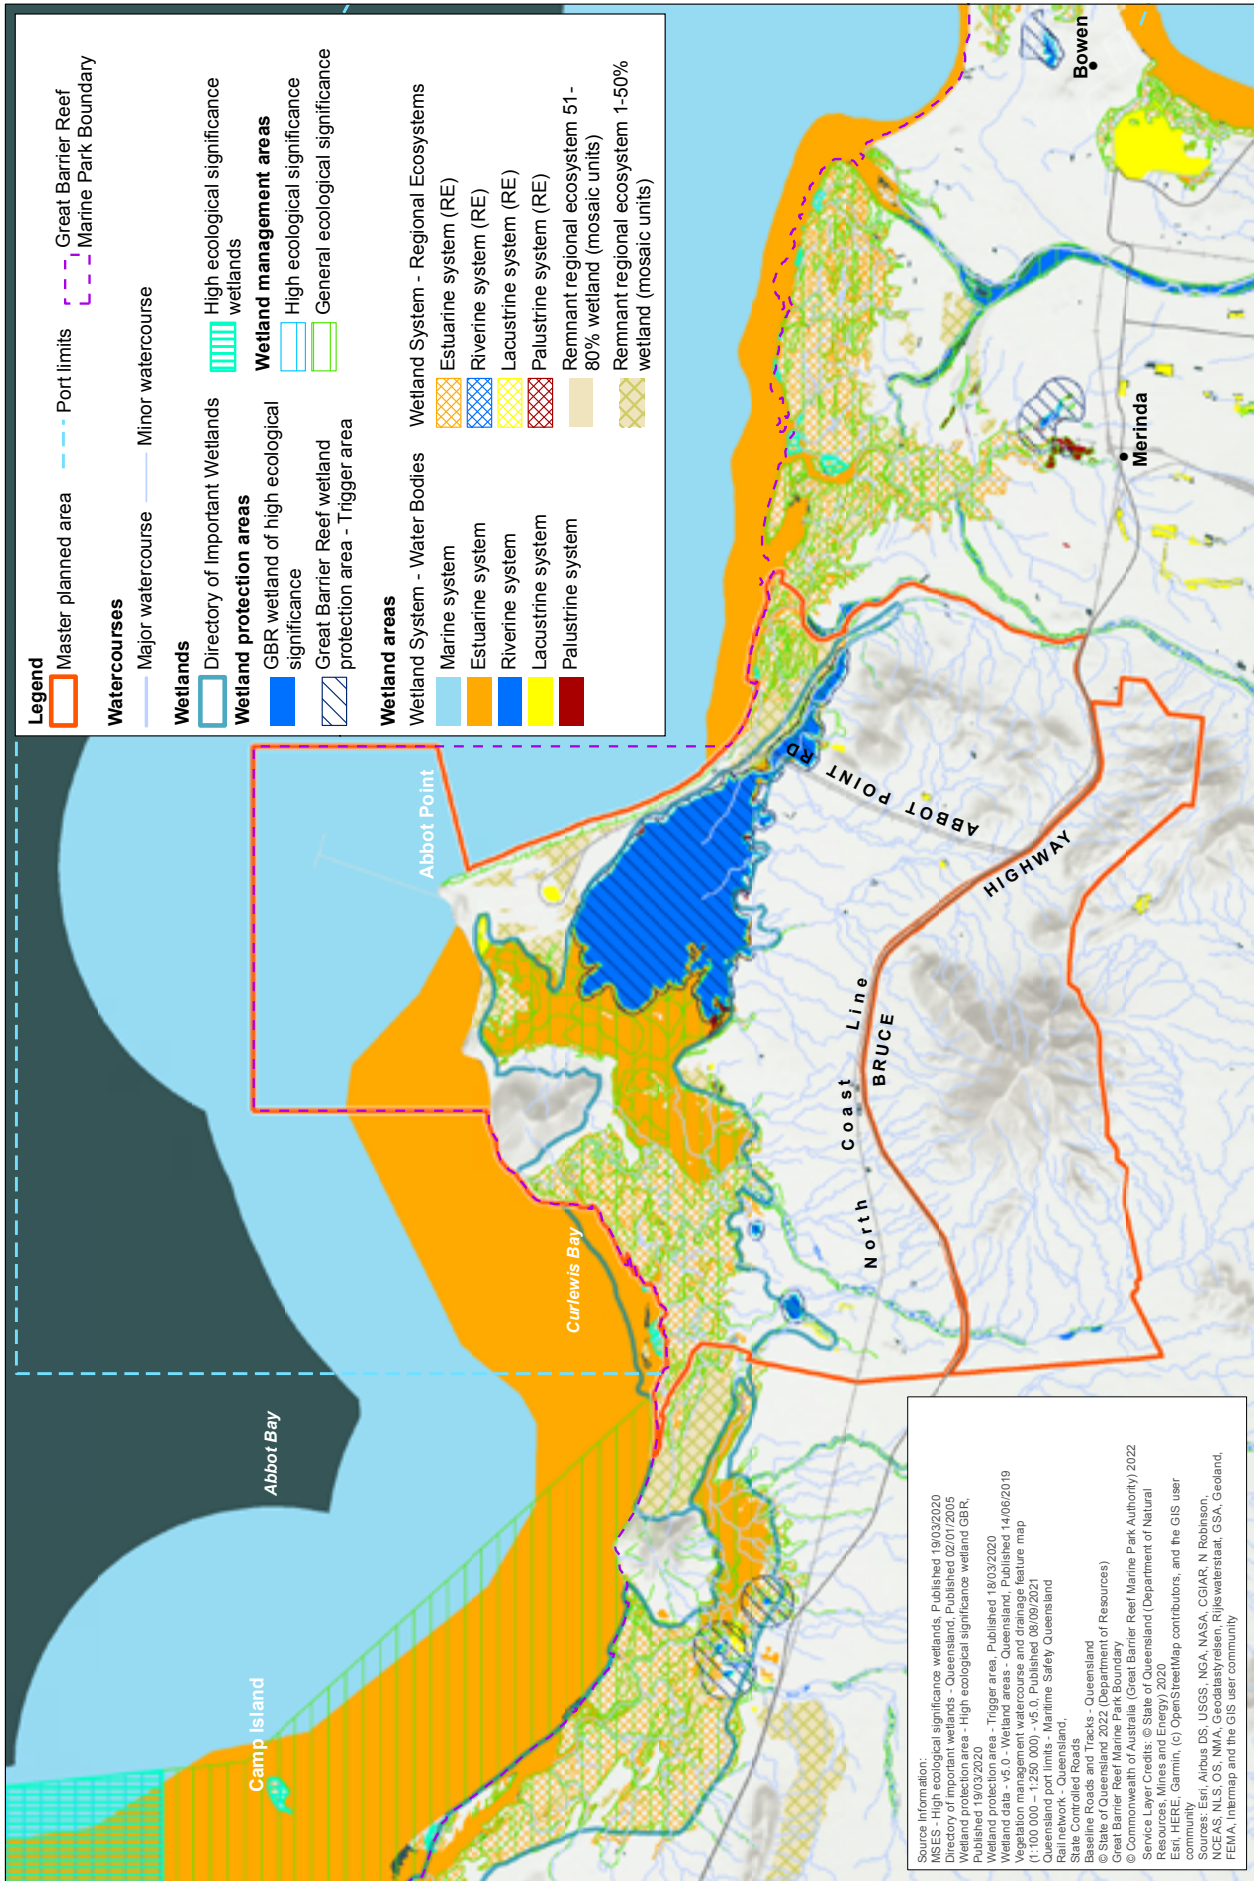 Legend
Master planned area
Port limits
Great Barrier Reef
Marine Park Boundary
Watercourses
Major watercourse
Minor watercourse
Wetlands
Directory of Important Wetlands
High ecological significance
wetlands
Wetland protection areas
GBR wetland of high ecological
significance
Great Barrier Reef wetland
protection area - Trigger area
Wetland management areas
High ecological significance
General ecological significance
Wetland areas
Wetland System - Water Bodies
Marine system
Estuarine system
Riverine system
Lacustrine system
Palustrine system
Wetland System - Regional Ecosystems
Estuarine system (RE)
Riverine system (RE)
Lacustrine system (RE)
Palustrine system (RE)
Remnant regional ecosystem 51-
80% wetland (mosaic units)
Remnant regional ecosystem 1-50%
wetland (mosaic units)
Camp Island
Abbot Bay
Curlewis Bay
Abbot Point
North Coast Line
BRUCE
HIGHWAY
ABBOT POINT RD
Merinda
Bowen
Source Information:
MSES - High ecological significance wetlands, Published 19/03/2020
Directory of important wetlands - Queensland, Published 02/01/2005
Wetland protection area - High ecological significance wetland GBR,
Published 19/03/2020
Wetland protection area - Trigger area, Published 18/03/2020
Wetland data - v5.0 - Wetland areas - Queensland, Published 14/06/2019
Vegetation management watercourse and drainage feature map
(1:100 000 – 1:250 000) - v5.0, Published 08/09/2021
Queensland port limits - Maritime Safety Queensland
Rail network - Queensland,
State Controlled Roads
Baseline Roads and Tracks - Queensland
© State of Queensland 2022 (Department of Resources)
Great Barrier Reef Marine Park Boundary
© Commonwealth of Australia (Great Barrier Reef Marine Park Authority) 2022
Service Layer Credits: © State of Queensland (Department of Natural
Resources, Mines and Energy) 2020
Esri, HERE, Garmin, (c) OpenStreetMap contributors, and the GIS user
community
Sources: Esri, Airbus DS, USGS, NGA, NASA, CGIAR, N Robinson,
NCEAS, NLS, OS, NMA, Geodatastyrelsen, Rijkswaterstaat, GSA, Geoland,
FEMA, Intermap and the GIS user community